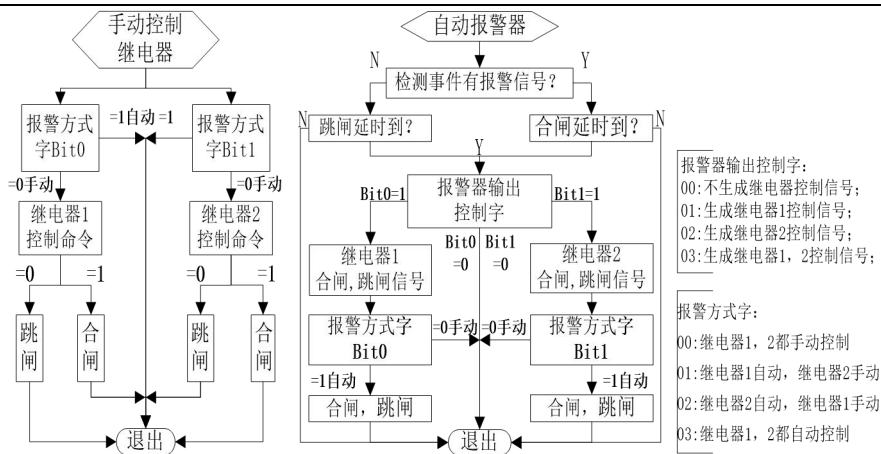 手动控制
继电器
报警方式
字Bit0
=1自动
=1
报警方式
字Bit1
=0手动
=0手动
继电器1
控制命令
继电器2
控制命令
=0
=1
=0
=1
跳闸
合闸
跳闸
合闸
退出
自动报警器
N
Y
检测事件有报警信号?
N
跳闸延时到?
合闸延时到?
N
Y
Bit0=1
报警器输出
控制字
Bit1=1
Bit0
=0
Bit1
=0
继电器1
合闸,跳闸信号
继电器2
合闸,跳闸信号
报警方式字
Bit0
=0手动
=0手动
报警方式字
Bit1
=1自动
=1自动
合闸，跳闸
合闸，跳闸
退出
报警器输出控制字：
00:不生成继电器控制信号；
01:生成继电器1控制信号；
02:生成继电器2控制信号；
03:生成继电器1，2控制信号；
报警方式字：
00:继电器1，2都手动控制
01:继电器1自动，继电器2手动
02:继电器2自动，继电器1手动
03:继电器1，2都自动控制